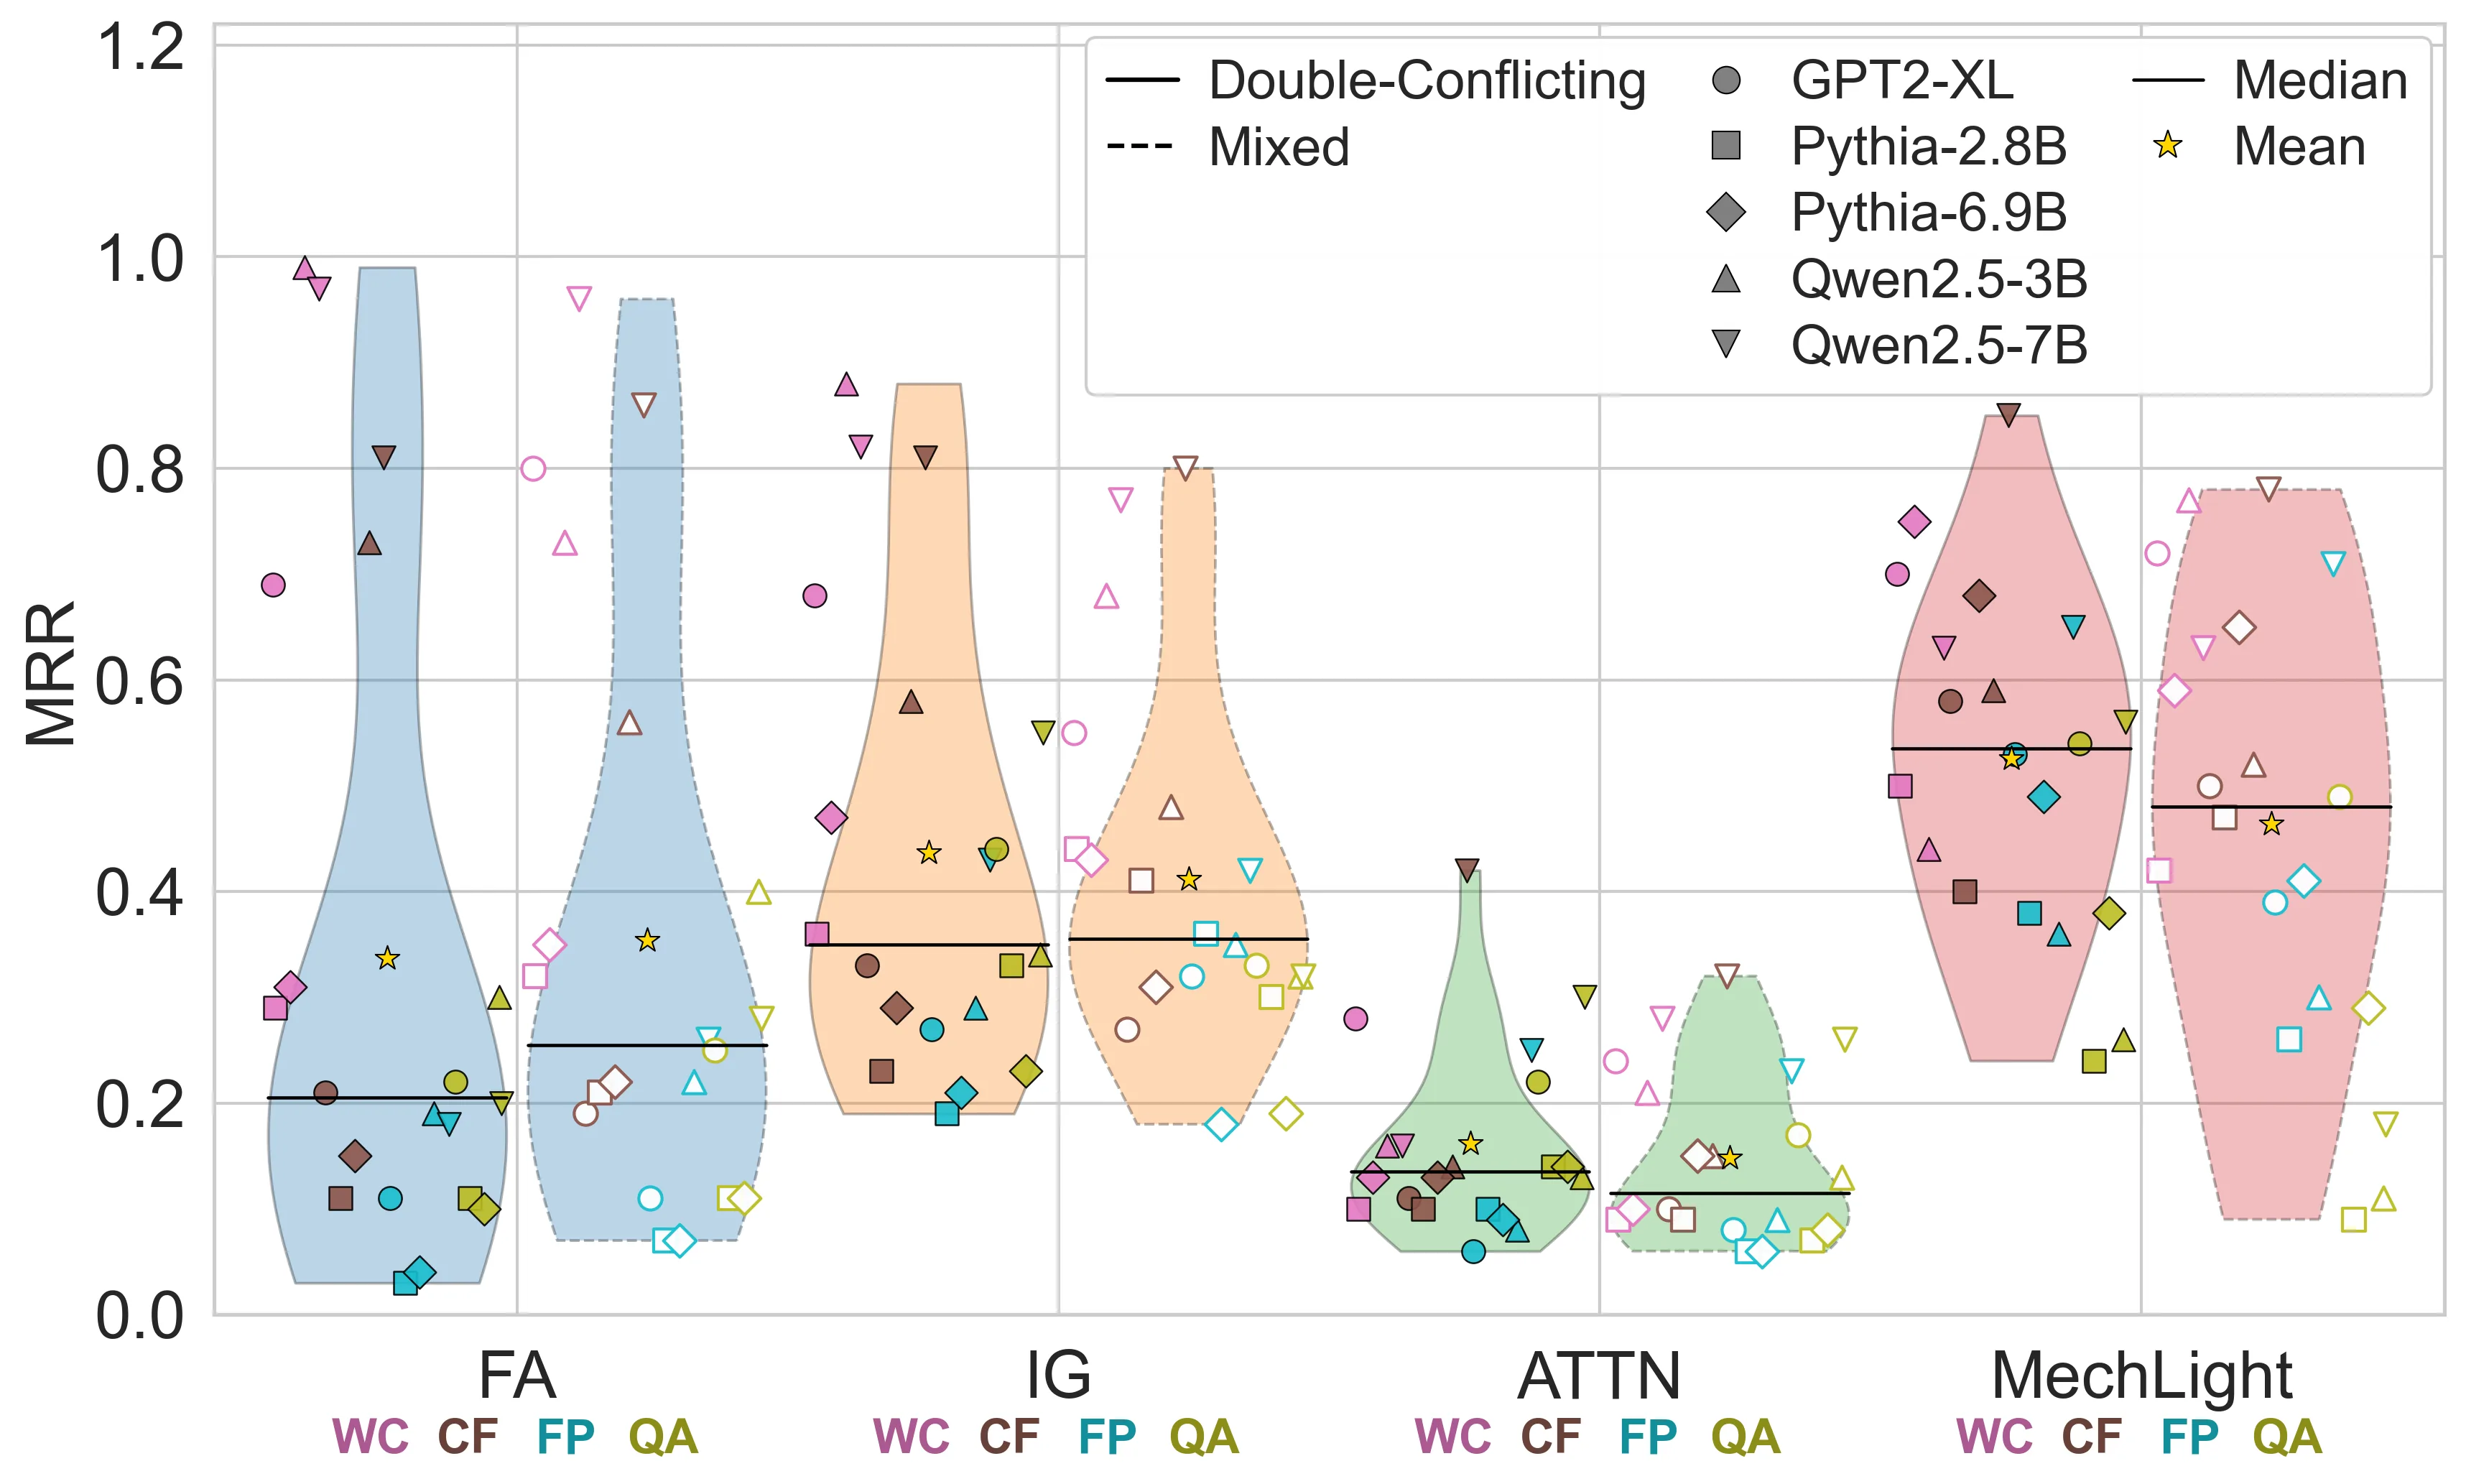 1.2
1.0
0.8
0.6
0.4
0.2
0.0
MRR
Double-Conflicting
Mixed
GPT2-XL
Pythia-2.8B
Pythia-6.9B
Qwen2.5-3B
Qwen2.5-7B
Median
Mean
FA IG ATTN MechLight
WC CF FP QA WC CF FP QA WC CF FP QA WC CF FP QA